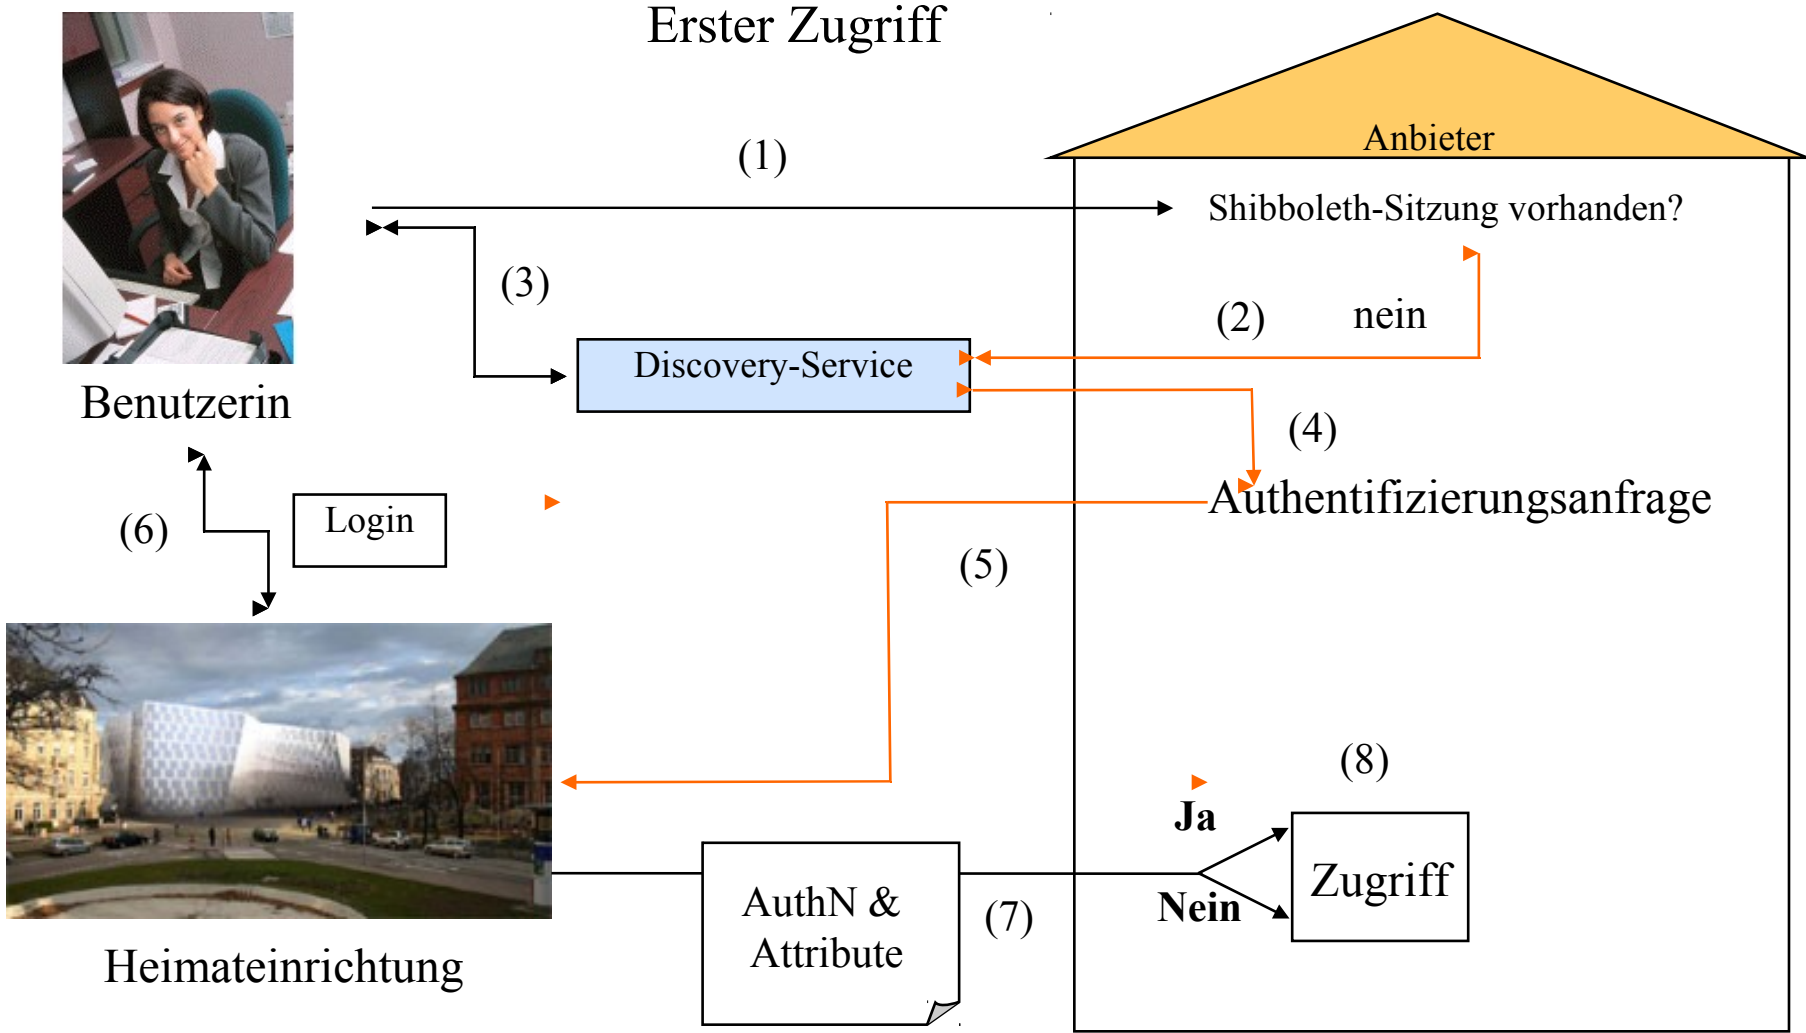 Erster Zugriff
Anbieter
(1)
Shibboleth-Sitzung vorhanden?
(3)
(2)
nein
Discovery-Service
Benutzerin
(4)
Authentifizierungsanfrage
Login
(6)
(5)
(8)
Ja
Zugriff
Nein
AuthN &
Attribute
(7)
Heimateinrichtung